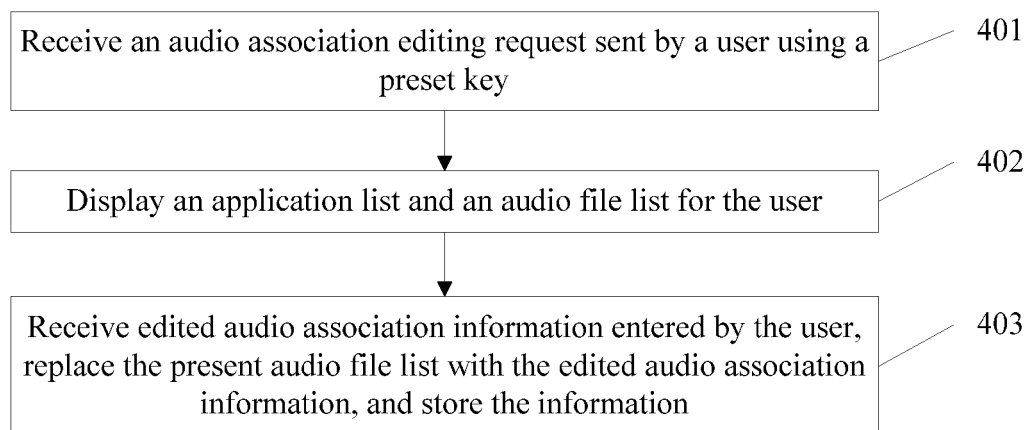 Receive an audio association editing request sent by a user using a
preset key
401
Display an application list and an audio file list for the user
402
Receive edited audio association information entered by the user,
replace the present audio file list with the edited audio association
information, and store the information
403